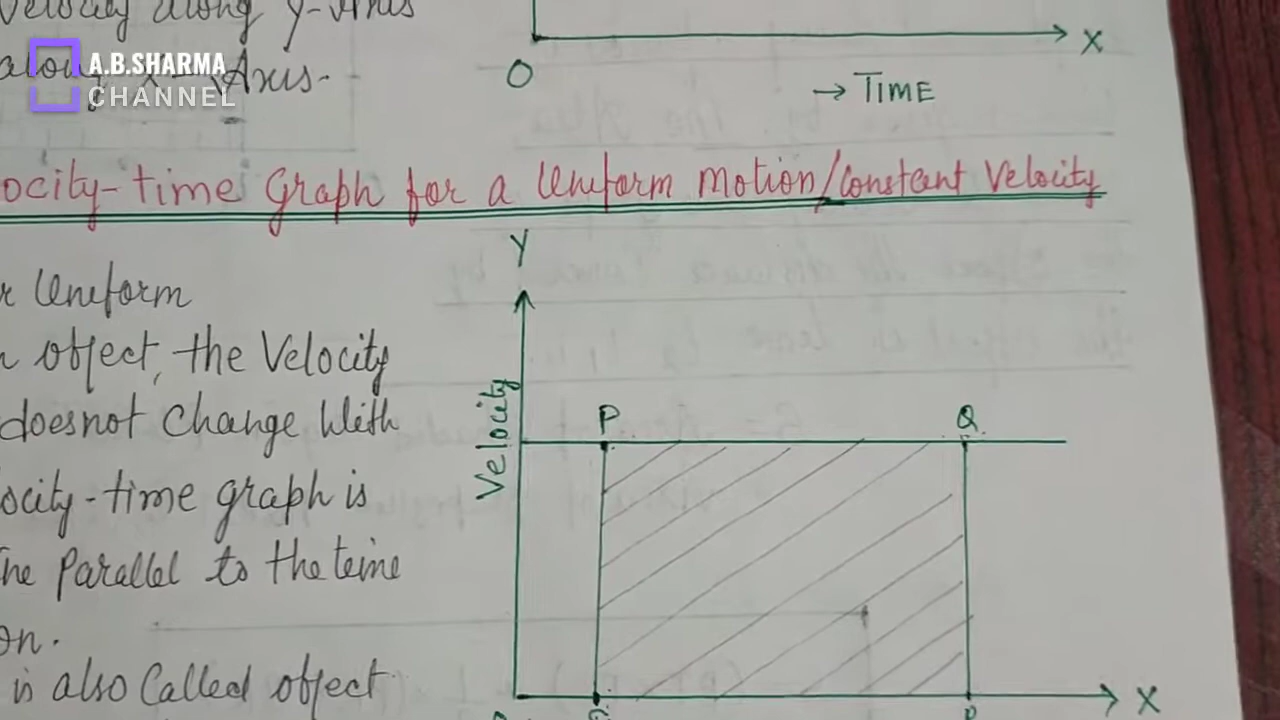 velocity along y-Axis
along X-Axis.
A.B.SHARMA
CHANNEL
O
X
→ TIME
ocity-time Graph for a Uniform Motion/Constant Velocity
Y
r Uniform
n object, the Velocity
doesnot Change With
ocity-time graph is
ne Parallel to the time
on.
is also Called object
Velocity
P
Q
X